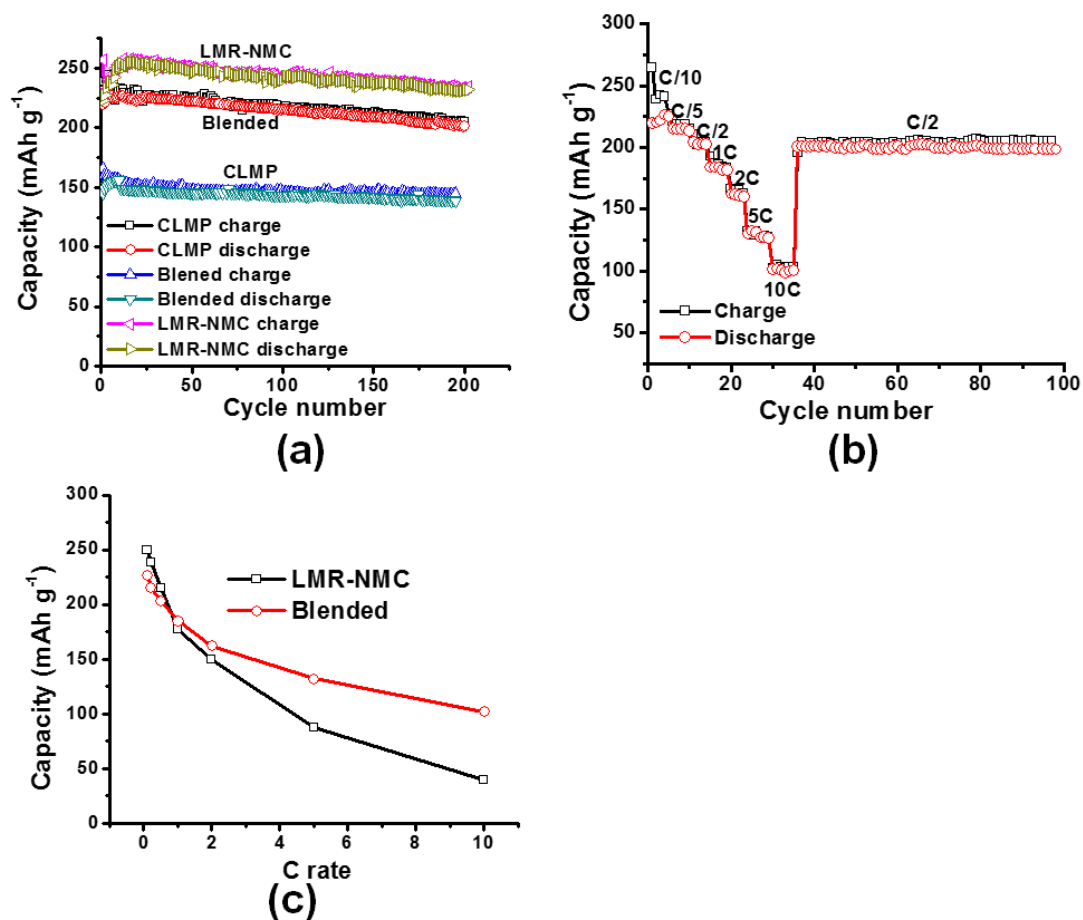 300
250
200
150
100
50
0
Capacity (mAh g-1)
LMR-NMC
Blended
CLMP
CLMP charge
CLMP discharge
Blened charge
Blended discharge
LMR-NMC charge
LMR-NMC discharge
0 50 100 150 200
Cycle number
(a)
300
250
200
150
100
50
Capacity (mAh g-1)
C/10
C/5
C/2
1C
2C
5C
10C
C/2
Charge
Discharge
0 20 40 60 80 100
Cycle number
(b)
300
250
200
150
100
50
0
Capacity (mAh g-1)
LMR-NMC
Blended
0 2 4 6 8 10
C rate
(c)